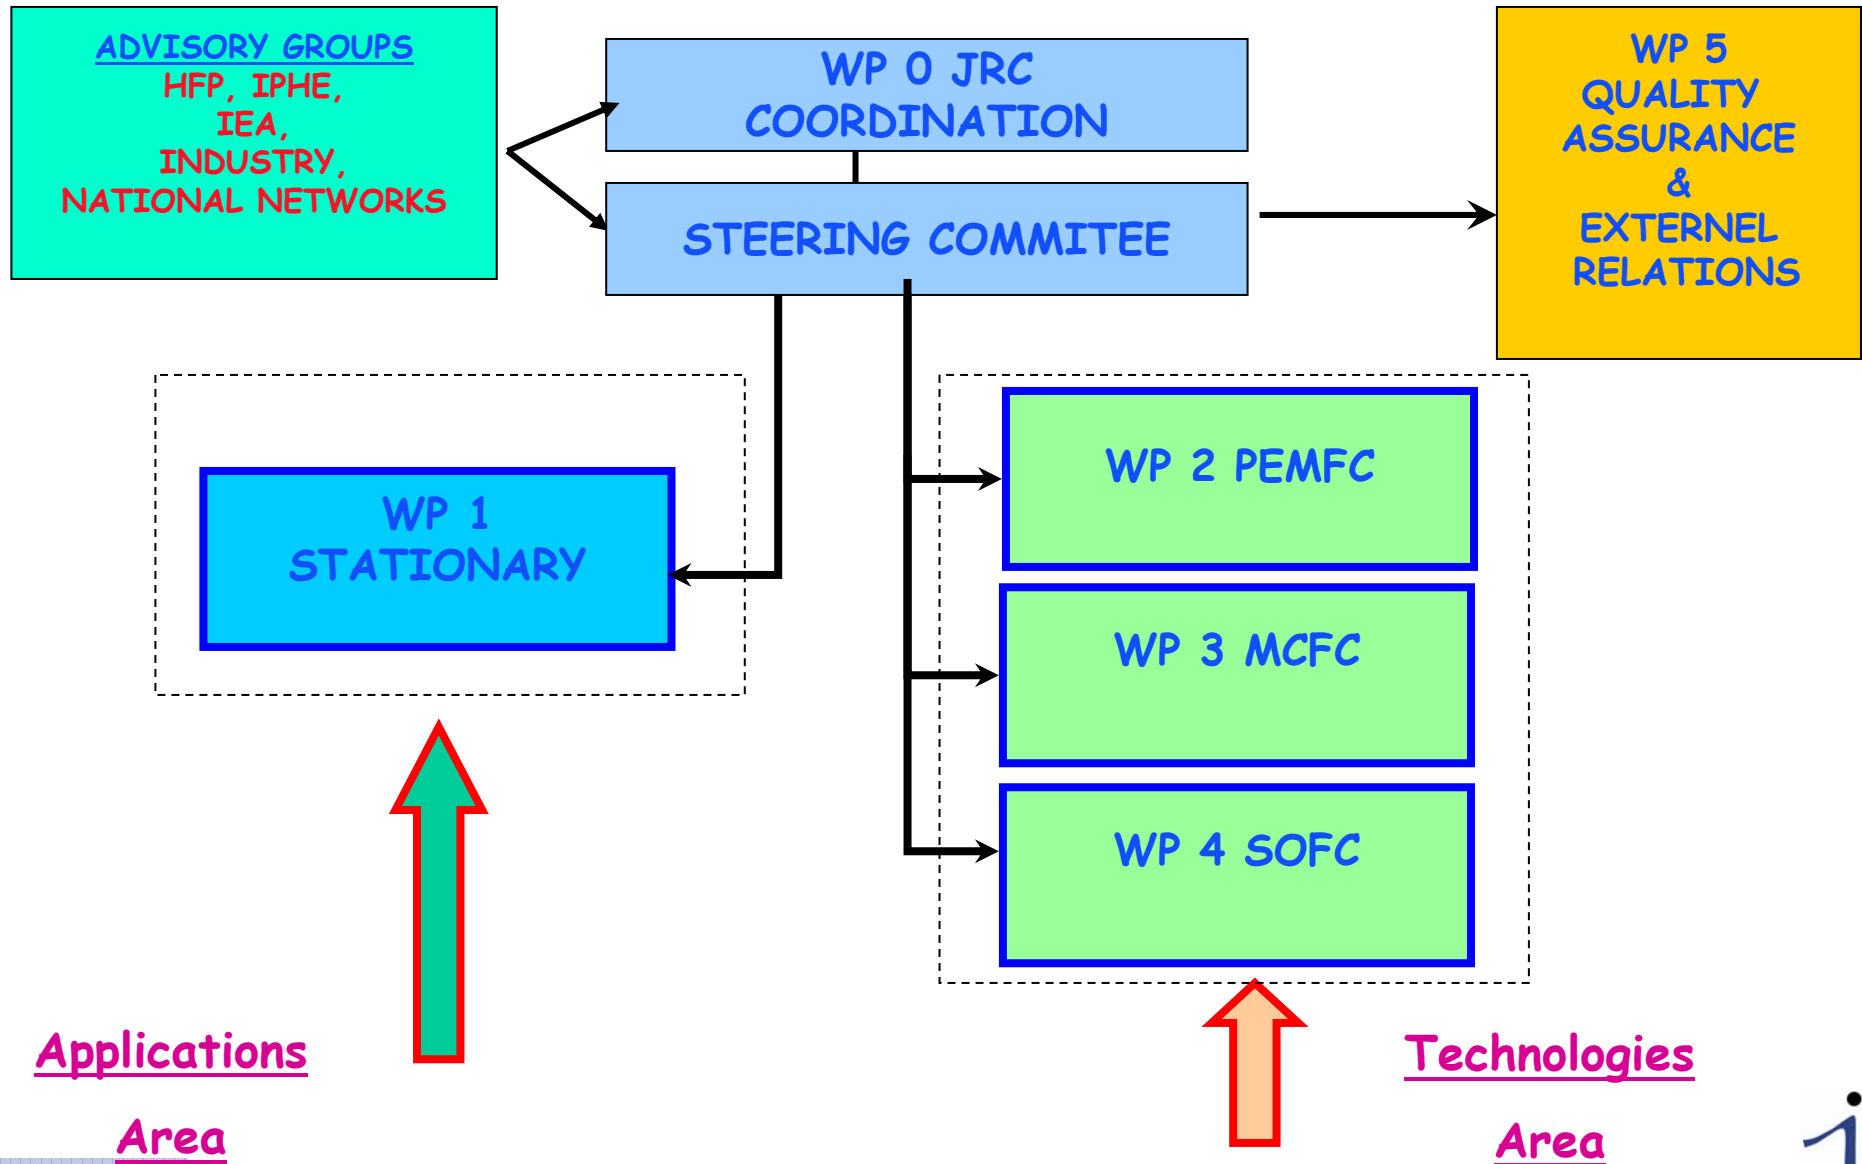 ADVISORY GROUPS
HFP, IPHE,
IEA,
INDUSTRY,
NATIONAL NETWORKS
WP 0 JRC
COORDINATION
STEERING COMMITEE
WP 5
QUALITY
ASSURANCE
&
EXTERNEL
RELATIONS
WP 1
STATIONARY
WP 2 PEMFC
WP 3 MCFC
WP 4 SOFC
Applications
Area
Technologies
Area